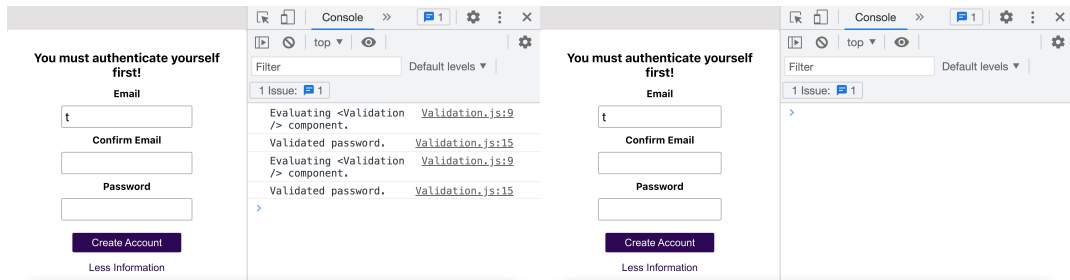 Console » 1
top ▼
Filter Default levels ▼
1 Issue: 1
You must authenticate yourself
first!
Email
t
Confirm Email
Password
Create Account
Less Information
Evaluating <Validation Validation.js:9
/> component.
Validated password. Validation.js:15
Evaluating <Validation Validation.js:9
/> component.
Validated password. Validation.js:15
>
Console » 1
top ▼
Filter Default levels ▼
1 Issue: 1
You must authenticate yourself
first!
Email
t
Confirm Email
Password
Create Account
Less Information
>